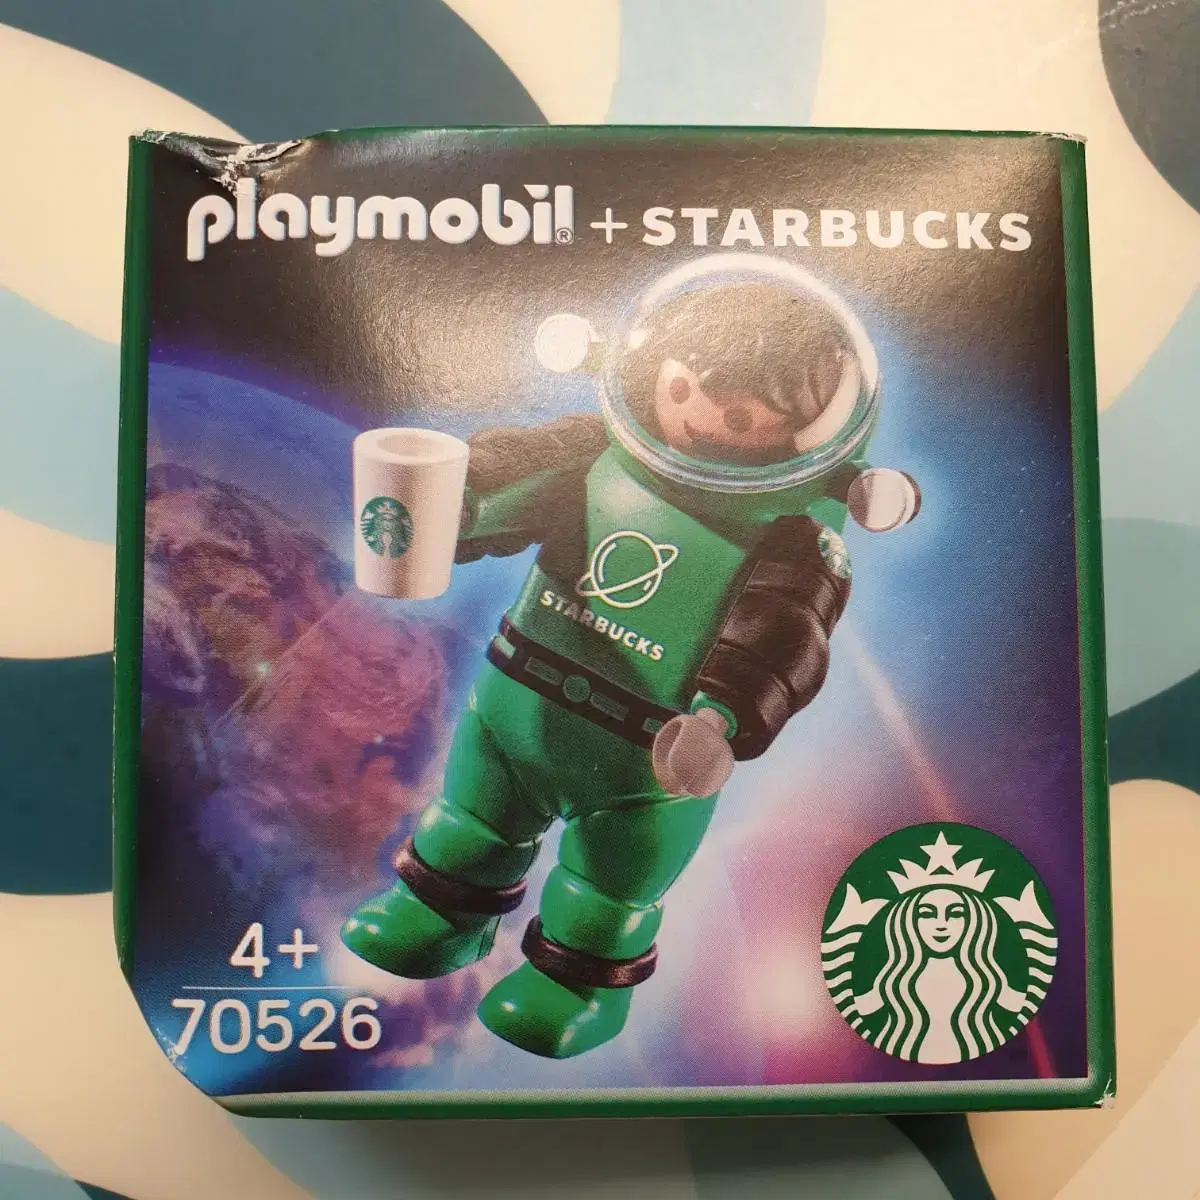 playmobil® + STARBUCKS
STARBUCKS
4+
70526